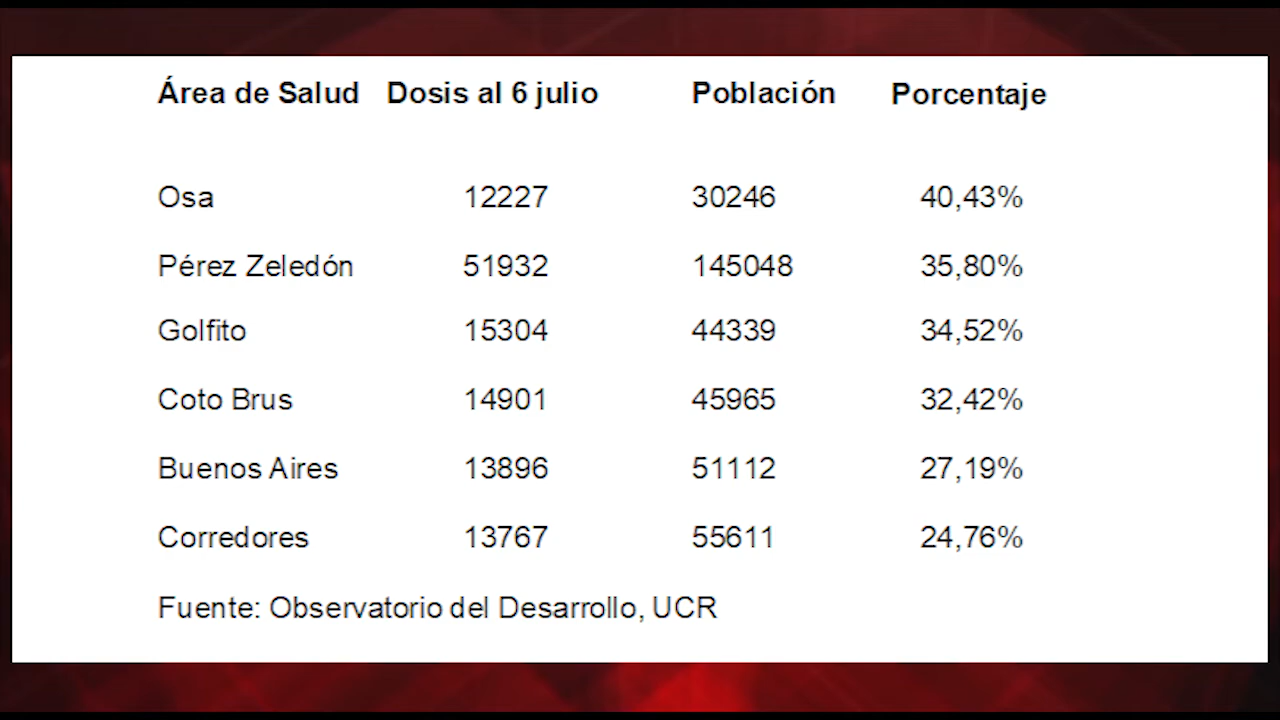 Área de Salud Dosis al 6 julio Población Porcentaje
Osa 12227 30246 40,43%
Pérez Zeledón 51932 145048 35,80%
Golfito 15304 44339 34,52%
Coto Brus 14901 45965 32,42%
Buenos Aires 13896 51112 27,19%
Corredores 13767 55611 24,76%
Fuente: Observatorio del Desarrollo, UCR